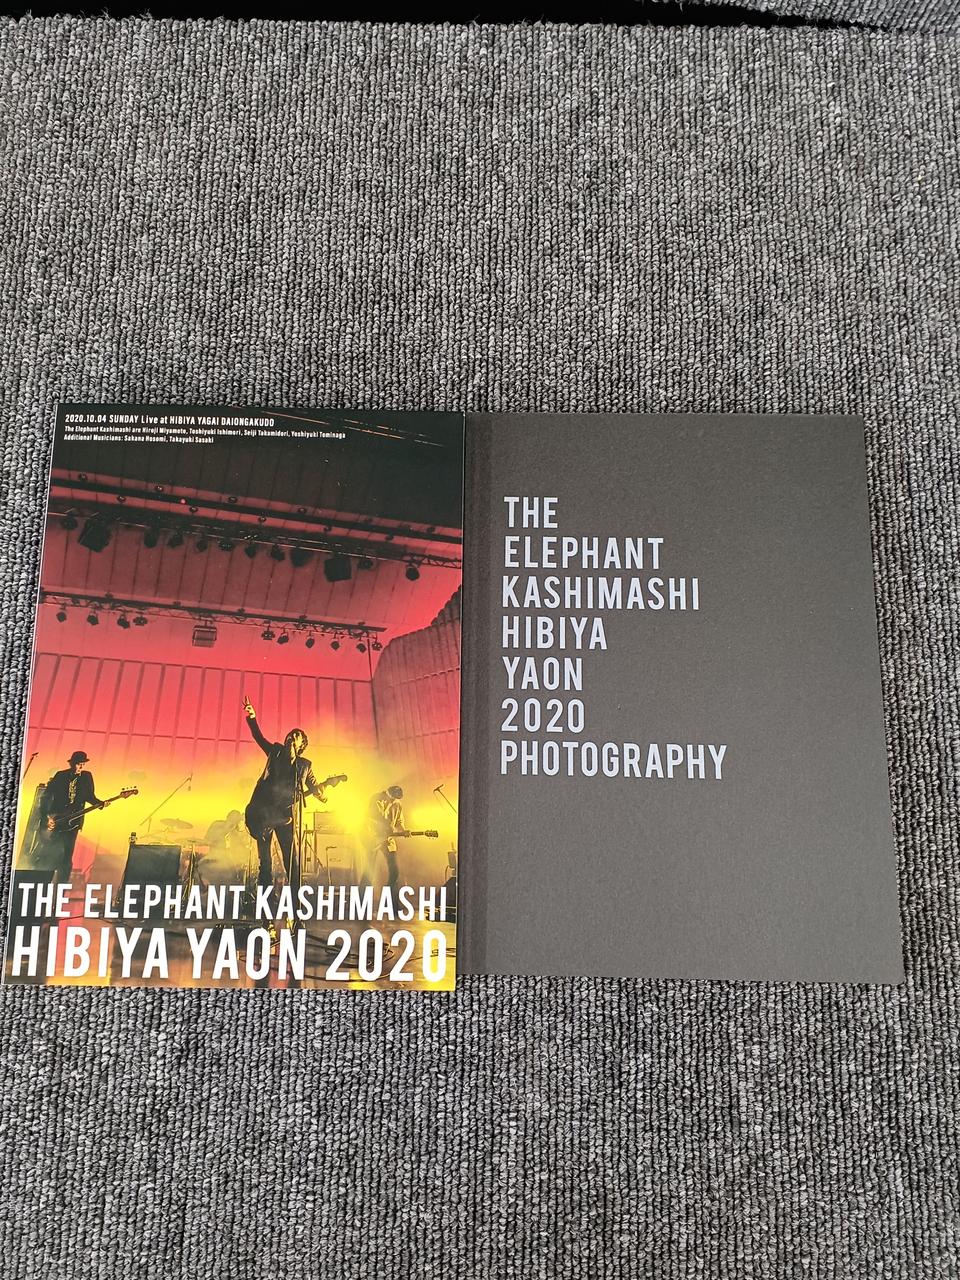 2020.10.04 SUNDAY Live at HIBIYA YAGAI DAIONGAKUDO
The Elephant Kashimashi are Hiroji Miyamoto, Toshiyuki Ishimori, Seiji Takamidori, Yoshiyuki Tominaga
Additional Musicians: Sakana Hosomi, Takayuki Sasaki
THE ELEPHANT KASHIMASHI
HIBIYA YAON 2020
THE
ELEPHANT
KASHIMASHI
HIBIYA
YAON
2020
PHOTOGRAPHY